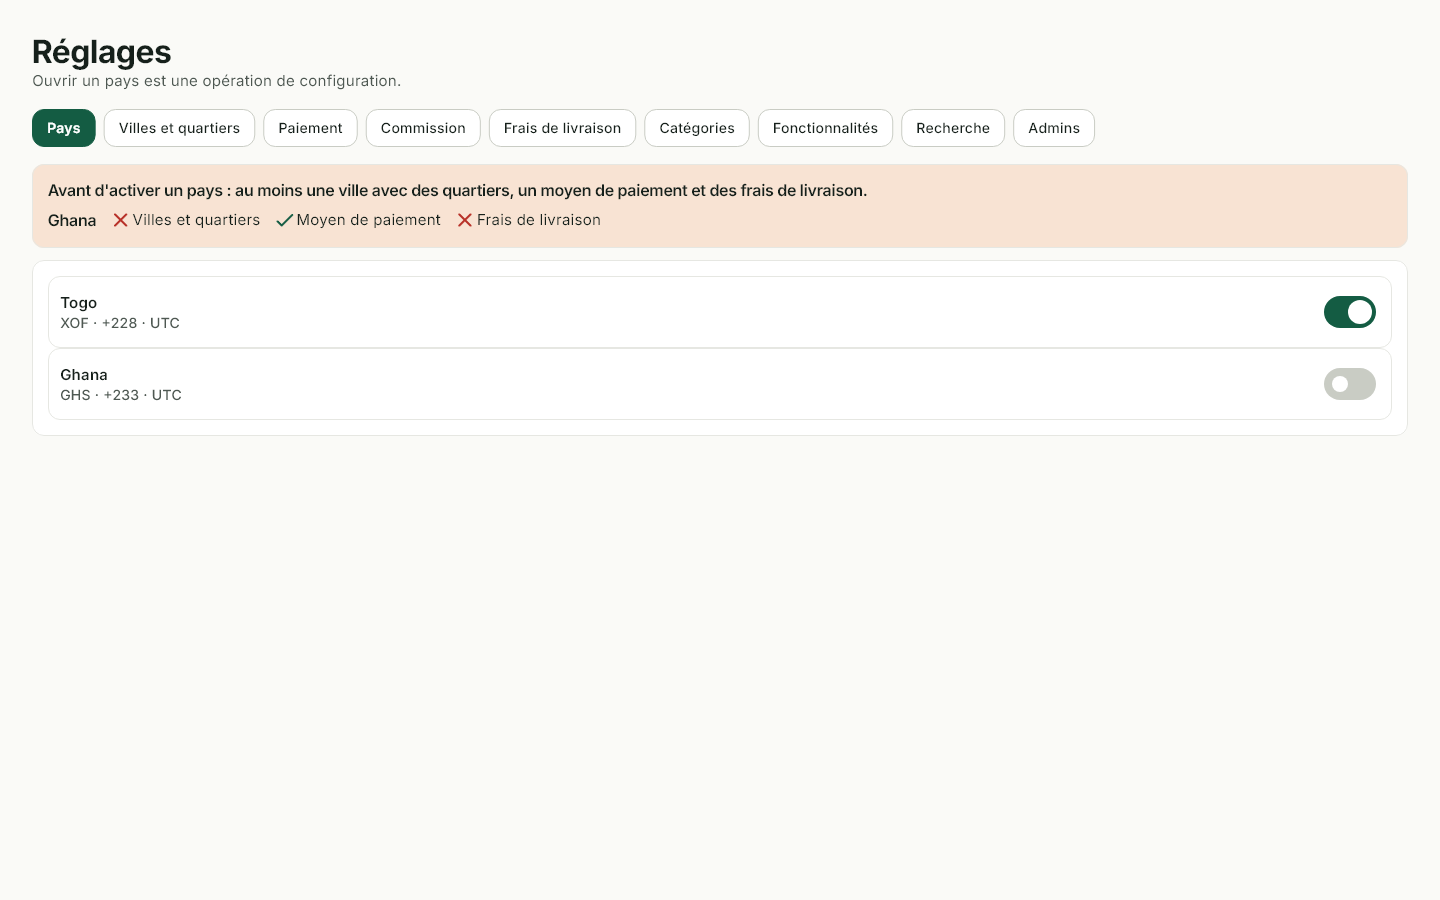 Réglages
Ouvrir un pays est une opération de configuration.
Pays Villes et quartiers Paiement Commission Frais de livraison Catégories Fonctionnalités Recherche Admins
Avant d'activer un pays : au moins une ville avec des quartiers, un moyen de paiement et des frais de livraison.
Ghana Villes et quartiers Moyen de paiement Frais de livraison
Togo
XOF · +228 · UTC
Ghana
GHS · +233 · UTC